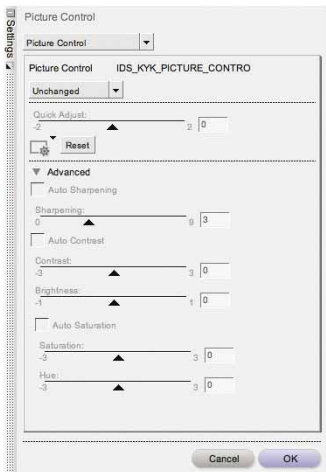 Settings
Picture Control
Picture Control
Picture Control IDS_KYK_PICTURE_CONTRO
Unchanged
Quick Adjust:
-2 2 0
Reset
Advanced
Auto Sharpening
Sharpening:
0 9 3
Auto Contrast
Contrast:
-3 3 0
Brightness:
-1 1 0
Auto Saturation
Saturation:
-3 3 0
Hue:
-3 3 0
Cancel OK